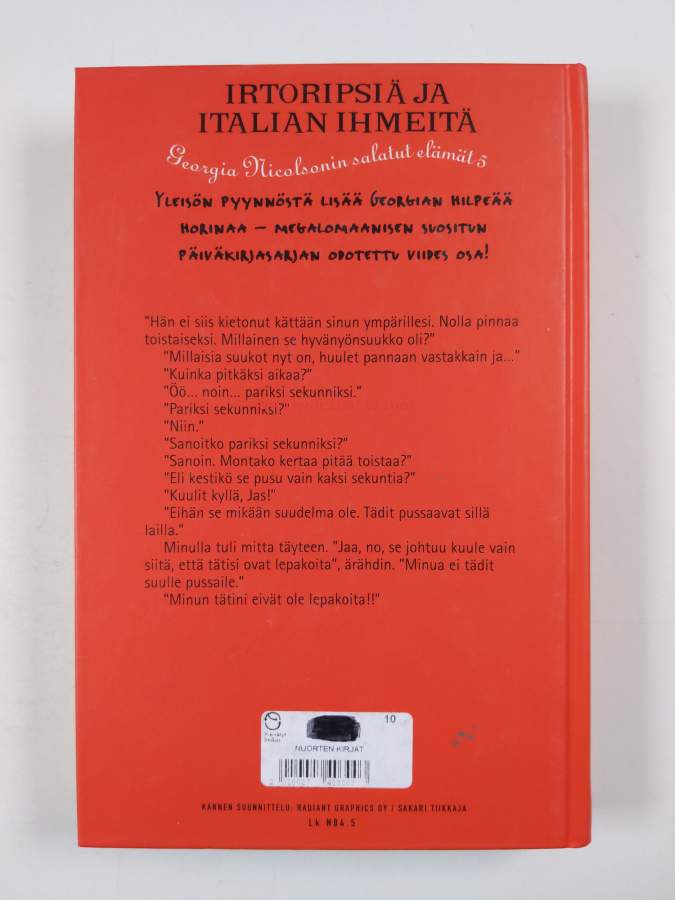 IRTORIPSIÄ JA
ITALIAN IHMEITÄ
Georgia Nicolsonin salatut elämät 5
YLEISÖN PYYNNÖSTÄ LISÄÄ GEORGIAN HILPEÄÄ
HORINAA – MEGALOMAANISEN SUOSITUN
PÄIVÄKIRJASARJAN ODOTETTU VIIDES OSA!
"Hän ei siis kietonut kättään sinun ympärillesi. Nolla pinnaa
toistaiseksi. Millainen se hyvänyönsuukko oli?"
"Millaisia suukot nyt on, huulet pannaan vastakkain ja..."
"Kuinka pitkäksi aikaa?"
"Öö... noin... pariksi sekunniksi."
"Pariksi sekunniksi?"
"Niin."
"Sanoitko pariksi sekunniksi?"
"Sanoin. Montako kertaa pitää toistaa?"
"Eli kestikö se pusu vain kaksi sekuntia?"
"Kuulit kyllä, Jas!"
"Eihän se mikään suudelma ole. Tädit pussaavat sillä
lailla."
Minulla tuli mitta täyteen. "Jaa, no, se johtuu kuule vain
siitä, että tätisi ovat lepakoita", ärähdin. "Minua ei tädit
suulle pussaile."
"Minun tätini eivät ole lepakoita!!"
10
NUORTEN KIRJAT
KANNEN SUUNNITTELU: RADIANT GRAPHICS OY / SAKARI TIIKKAJA
Lk N84.5